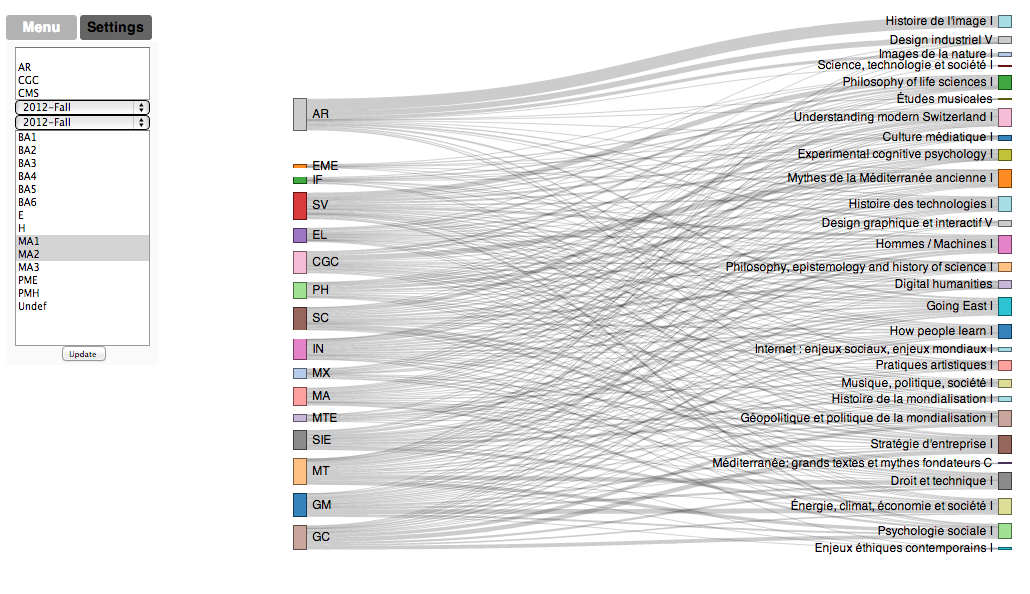 Menu Settings
AR
CGC
CMS
2012-Fall
2012-Fall
BA1
BA2
BA3
BA4
BA5
BA6
E
H
MA1
MA2
MA3
PME
PMH
Undef
Update
AR
EME
IF
SV
EL
CGC
PH
SC
IN
MX
MA
MTE
SIE
MT
GM
GC
Histoire de l'image I
Design industriel V
Images de la nature I
Science, technologie et société I
Philosophy of life sciences I
Études musicales
Understanding modern Switzerland I
Culture médiatique I
Experimental cognitive psychology I
Mythes de la Méditerranée ancienne I
Histoire des technologies I
Design graphique et interactif V
Hommes / Machines I
Philosophy, epistemology and history of science I
Digital humanities
Going East I
How people learn I
Internet : enjeux sociaux, enjeux mondiaux I
Pratiques artistiques I
Musique, politique, société I
Histoire de la mondialisation I
Géopolitique et politique de la mondialisation I
Stratégie d'entreprise I
Méditerranée: grands textes et mythes fondateurs C
Droit et technique I
Énergie, climat, économie et société I
Psychologie sociale I
Enjeux éthiques contemporains I